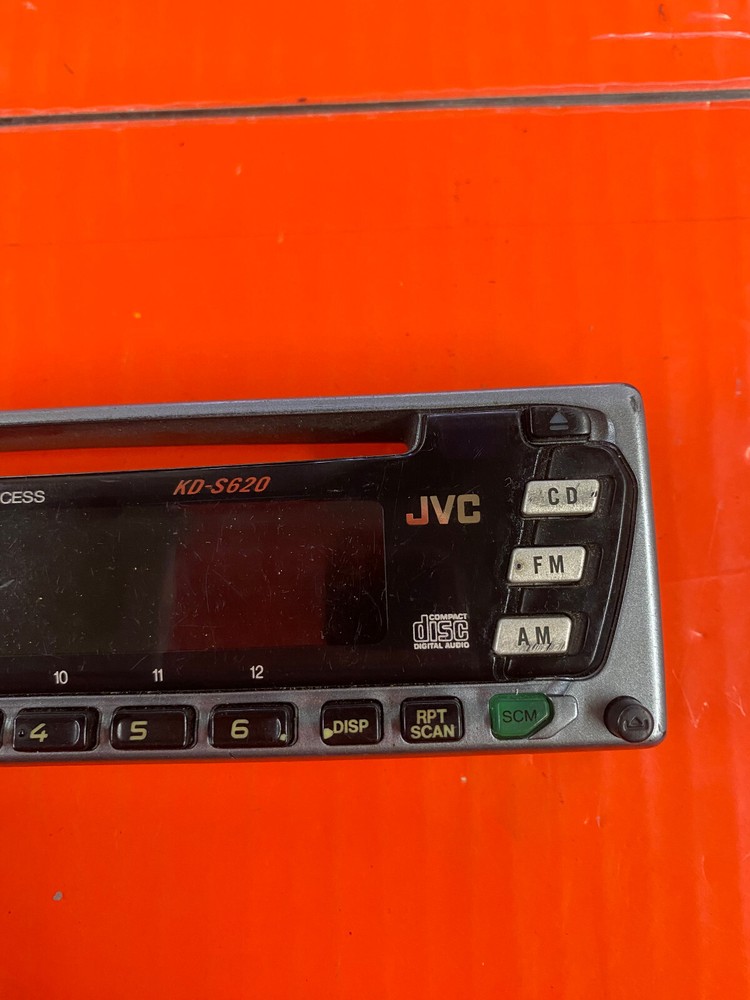 CESS
KD-S620
JVC
CD
FM
AM
COMPACT
disc
DIGITAL AUDIO
10 11 12
4 5 6 DISP RPT SCM
SCAN